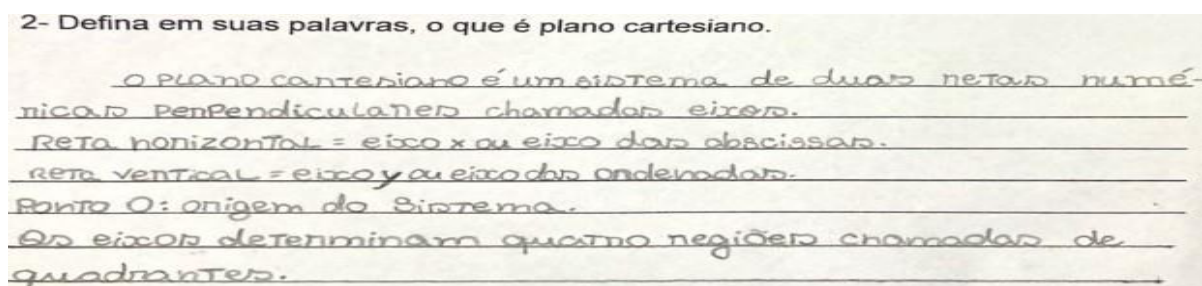 2- Defina em suas palavras, o que é plano cartesiano.
O plano cartesiano é um sistema de duas retas numé
ricas perpendiculares chamadas eixos.
Reta horizontal = eixo x ou eixo das abscissas.
Reta vertical = eixo y ou eixo das ordenadas.
Ponto O: origem do sistema.
Os eixos determinam quatro regiões chamadas de
quadrantes.